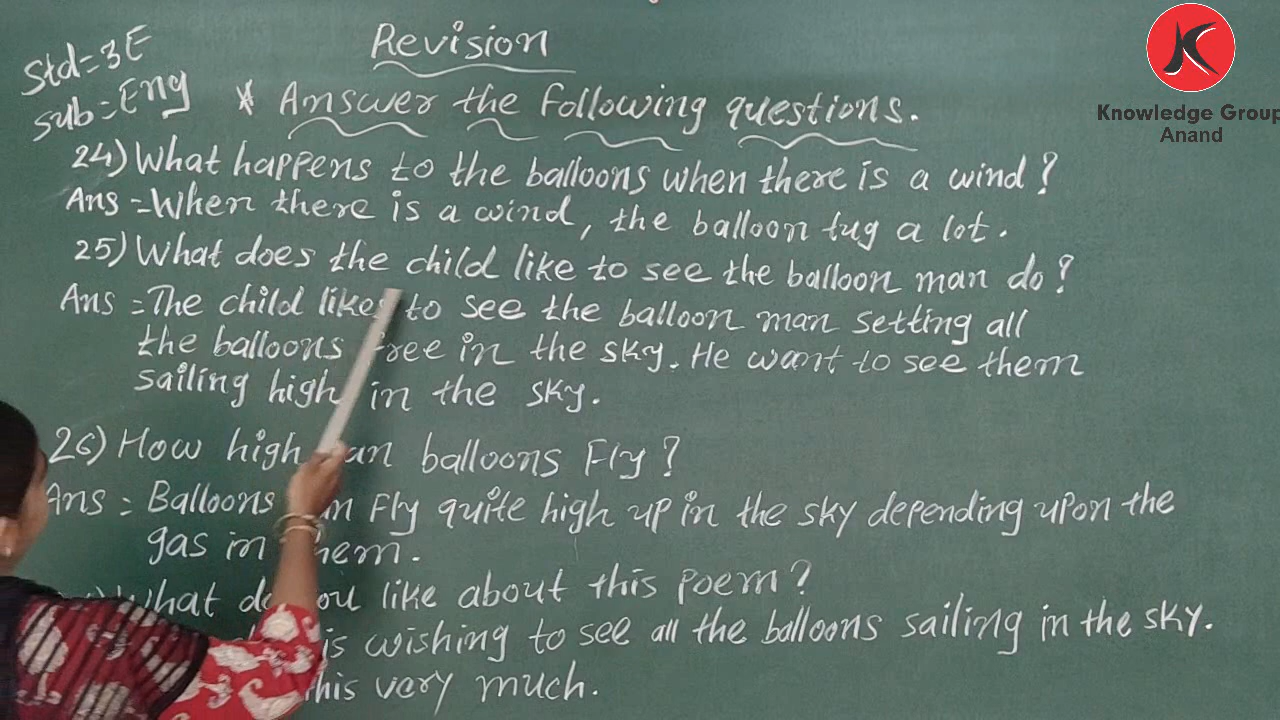 Revision
Std=3E
Sub=Eng
* Answer the following questions.
24) What happens to the balloons when there is a wind?
Ans=When there is a wind, the balloon tug a lot.
25) What does the child like to see the balloon man do?
Ans=The child likes to see the balloon man setting all
the balloons free in the sky. He want to see them
sailing high in the sky.
26) How high an balloons Fly?
Ans= Balloons Fly quite high up in the sky depending upon the
gas in them.
What do you like about this poem?
is wishing to see all the balloons sailing in the sky.
this very much.
K
Knowledge Group
Anand